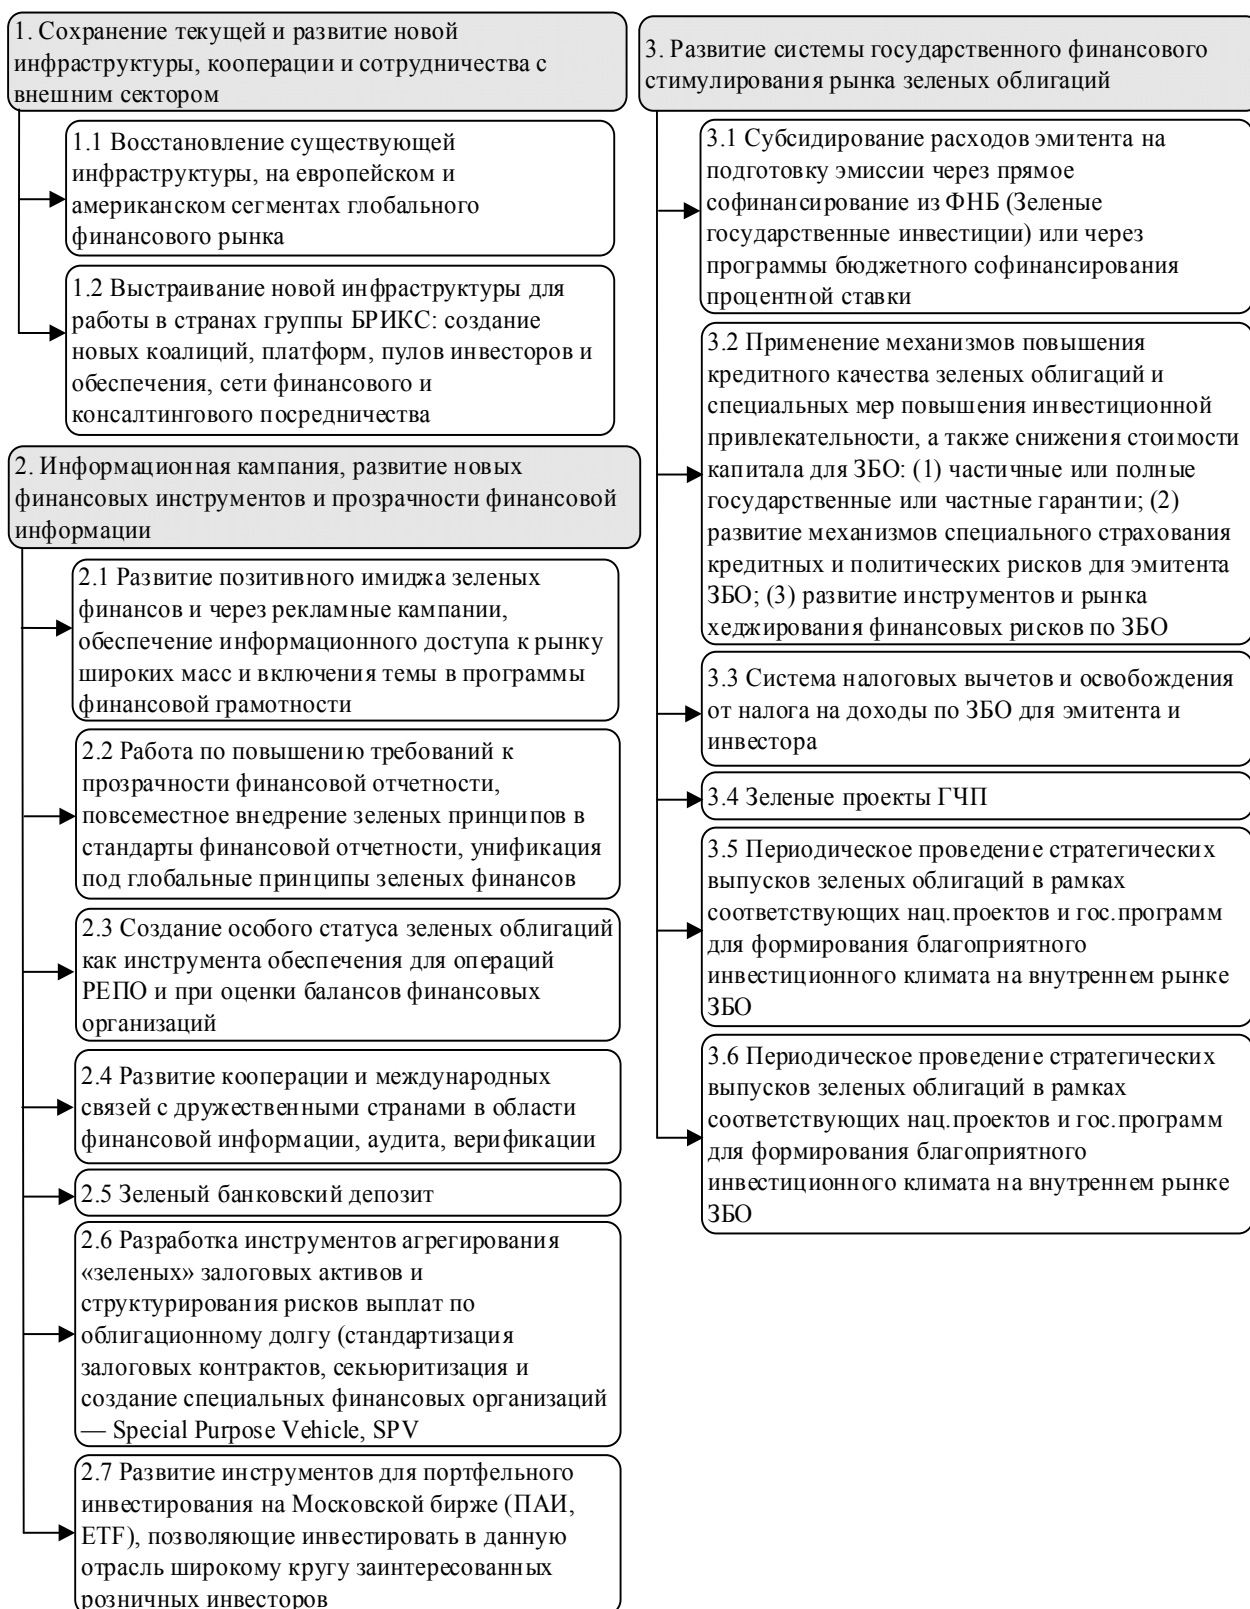 1. Сохранение текущей и развитие новой
инфраструктуры, кооперации и сотрудничества с
внешним сектором
1.1 Восстановление существующей
инфраструктуры, на европейском и
американском сегментах глобального
финансового рынка
1.2 Выстраивание новой инфраструктуры для
работы в странах группы БРИКС: создание
новых коалиций, платформ, пулов инвесторов и
обеспечения, сети финансового и
консалтингового посредничества
2. Информационная кампания, развитие новых
финансовых инструментов и прозрачности финансовой
информации
2.1 Развитие позитивного имиджа зеленых
финансов и через рекламные кампании,
обеспечение информационного доступа к рынку
широких масс и включения темы в программы
финансовой грамотности
2.2 Работа по повышению требований к
прозрачности финансовой отчетности,
повсеместное внедрение зеленых принципов в
стандарты финансовой отчетности, унификация
под глобальные принципы зеленых финансов
2.3 Создание особого статуса зеленых облигаций
как инструмента обеспечения для операций
РЕПО и при оценки балансов финансовых
организаций
2.4 Развитие кооперации и международных
связей с дружественными странами в области
финансовой информации, аудита, верификации
2.5 Зеленый банковский депозит
2.6 Разработка инструментов агрегирования
«зеленых» залоговых активов и
структурирования рисков выплат по
облигационному долгу (стандартизация
залоговых контрактов, секьюритизация и
создание специальных финансовых организаций
— Special Purpose Vehicle, SPV
2.7 Развитие инструментов для портфельного
инвестирования на Московской бирже (ПАИ,
ETF), позволяющие инвестировать в данную
отрасль широкому кругу заинтересованных
розничных инвесторов
3. Развитие системы государственного финансового
стимулирования рынка зеленых облигаций
3.1 Субсидирование расходов эмитента на
подготовку эмиссии через прямое
софинансирование из ФНБ (Зеленые
государственные инвестиции) или через
программы бюджетного софинансирования
процентной ставки
3.2 Применение механизмов повышения
кредитного качества зеленых облигаций и
специальных мер повышения инвестиционной
привлекательности, а также снижения стоимости
капитала для ЗБО: (1) частичные или полные
государственные или частные гарантии; (2)
развитие механизмов специального страхования
кредитных и политических рисков для эмитента
ЗБО; (3) развитие инструментов и рынка
хеджирования финансовых рисков по ЗБО
3.3 Система налоговых вычетов и освобождения
от налога на доходы по ЗБО для эмитента и
инвестора
3.4 Зеленые проекты ГЧП
3.5 Периодическое проведение стратегических
выпусков зеленых облигаций в рамках
соответствующих нац.проектов и гос.программ
для формирования благоприятного
инвестиционного климата на внутреннем рынке
ЗБО
3.6 Периодическое проведение стратегических
выпусков зеленых облигаций в рамках
соответствующих нац.проектов и гос.программ
для формирования благоприятного
инвестиционного климата на внутреннем рынке
ЗБО